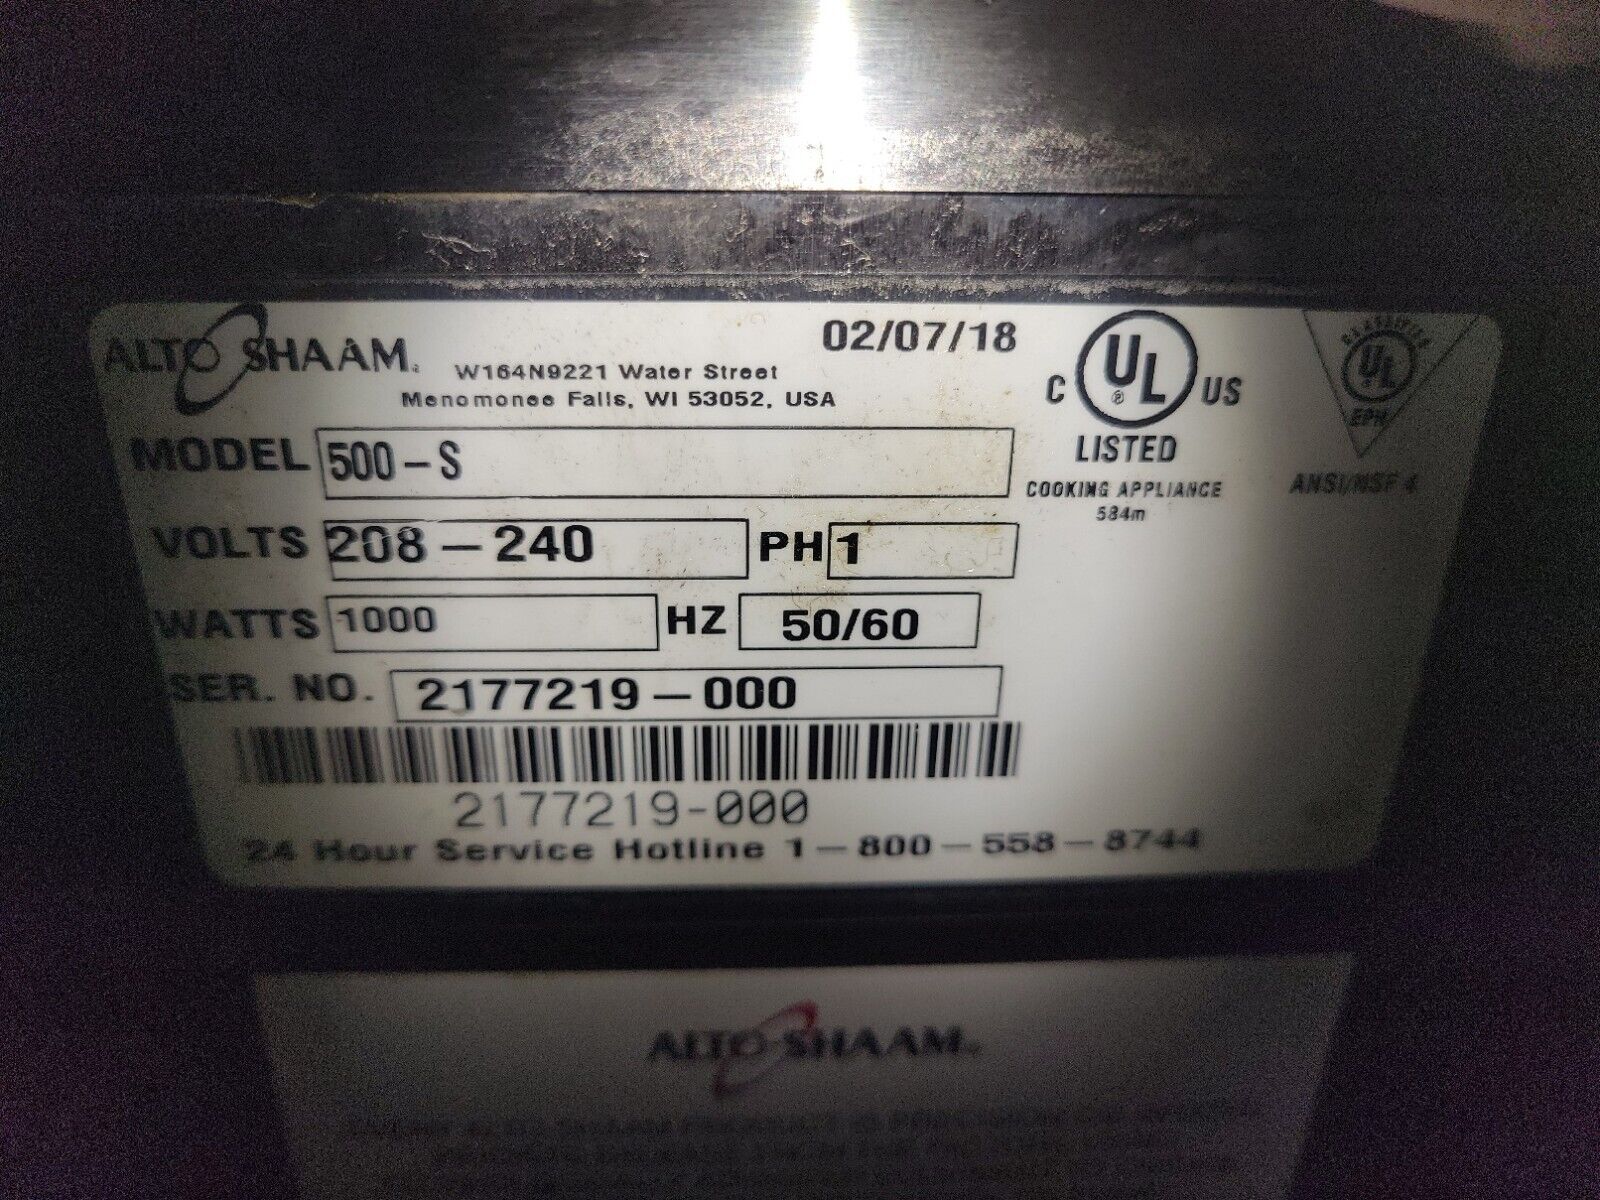 ALTO SHAAM.
02/07/18
W164N9221 Water Street
Menomonee Falls, WI 53052, USA
C UL ® US
LISTED
COOKING APPLIANCE
584m
CLASSIFIED
UL
EPH
ANSI/NSF 4
MODEL 500-S
VOLTS 208-240 PH 1
WATTS 1000 HZ 50/60
SER. NO. 2177219-000
2177219-000
24 Hour Service Hotline 1-800-558-8744
ALTO-SHAAM